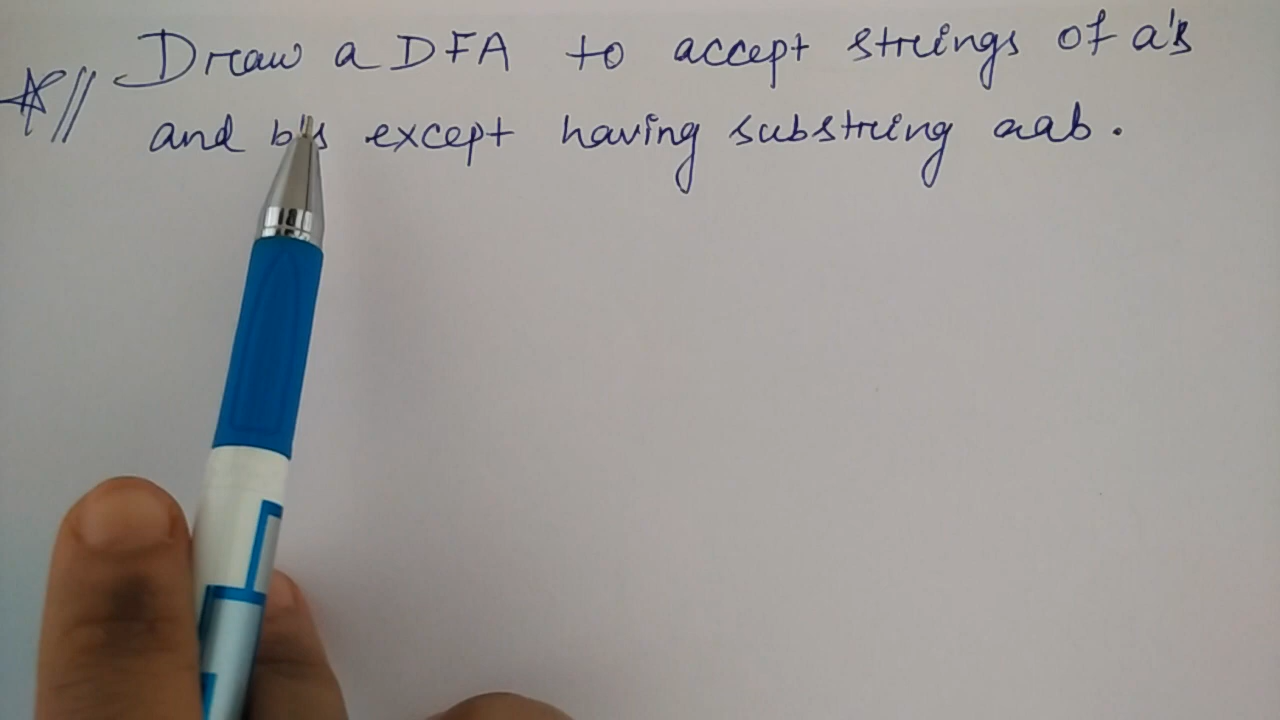 Draw a DFA to accept strings of a's
and b's except having substring aab.